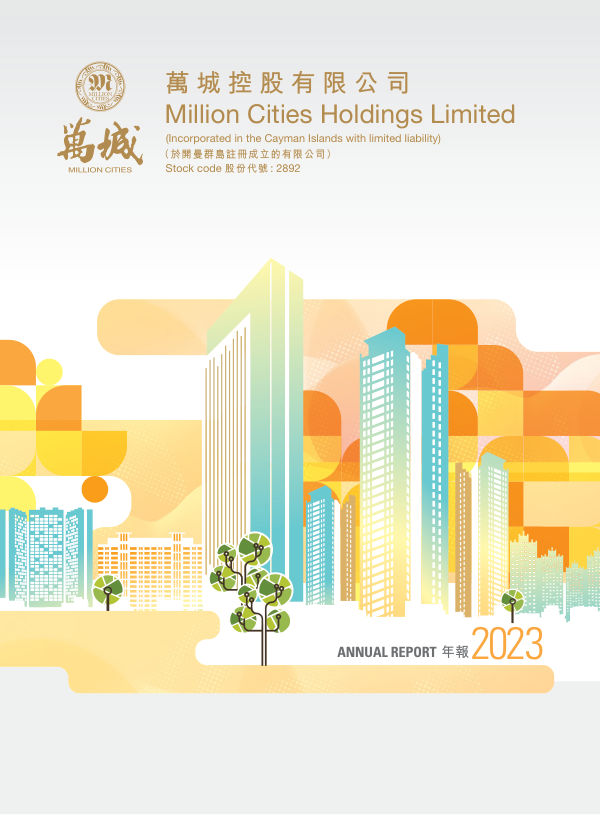 M
MILLION
CITIES
萬城
MILLION CITIES
萬城控股有限公司
Million Cities Holdings Limited
(Incorporated in the Cayman Islands with limited liability)
(於開曼群島註冊成立的有限公司)
Stock code 股份代號 : 2892
ANNUAL REPORT 年報 2023